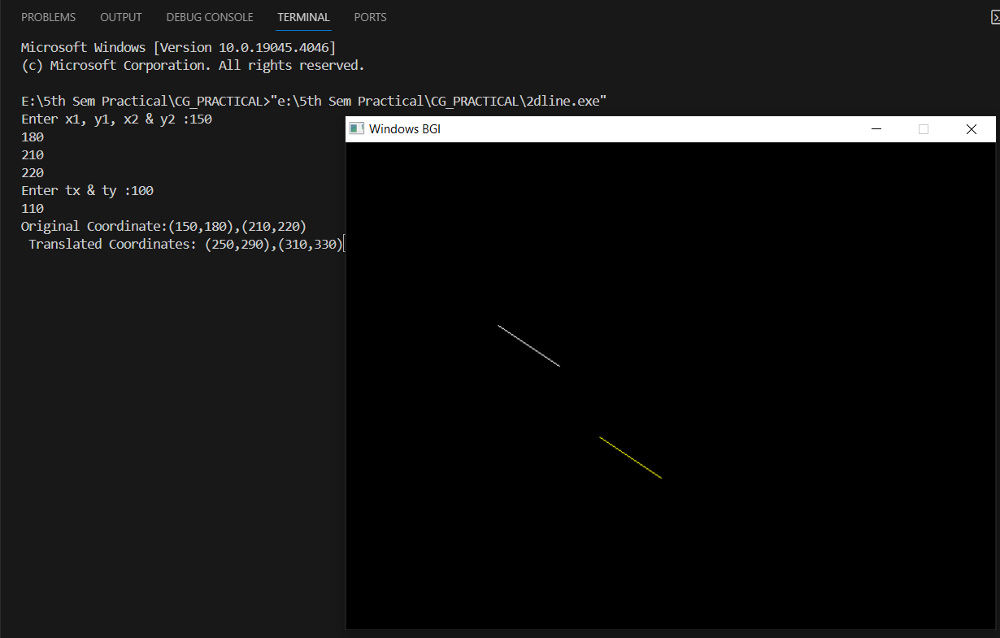 PROBLEMS OUTPUT DEBUG CONSOLE TERMINAL PORTS
Microsoft Windows [Version 10.0.19045.4046]
(c) Microsoft Corporation. All rights reserved.
E:\5th Sem Practical\CG_PRACTICAL>"e:\5th Sem Practical\CG_PRACTICAL\2dline.exe"
Enter x1, y1, x2 & y2 :150
180
210
220
Enter tx & ty :100
110
Original Coordinate:(150,180),(210,220)
Translated Coordinates: (250,290),(310,330)
Windows BGI